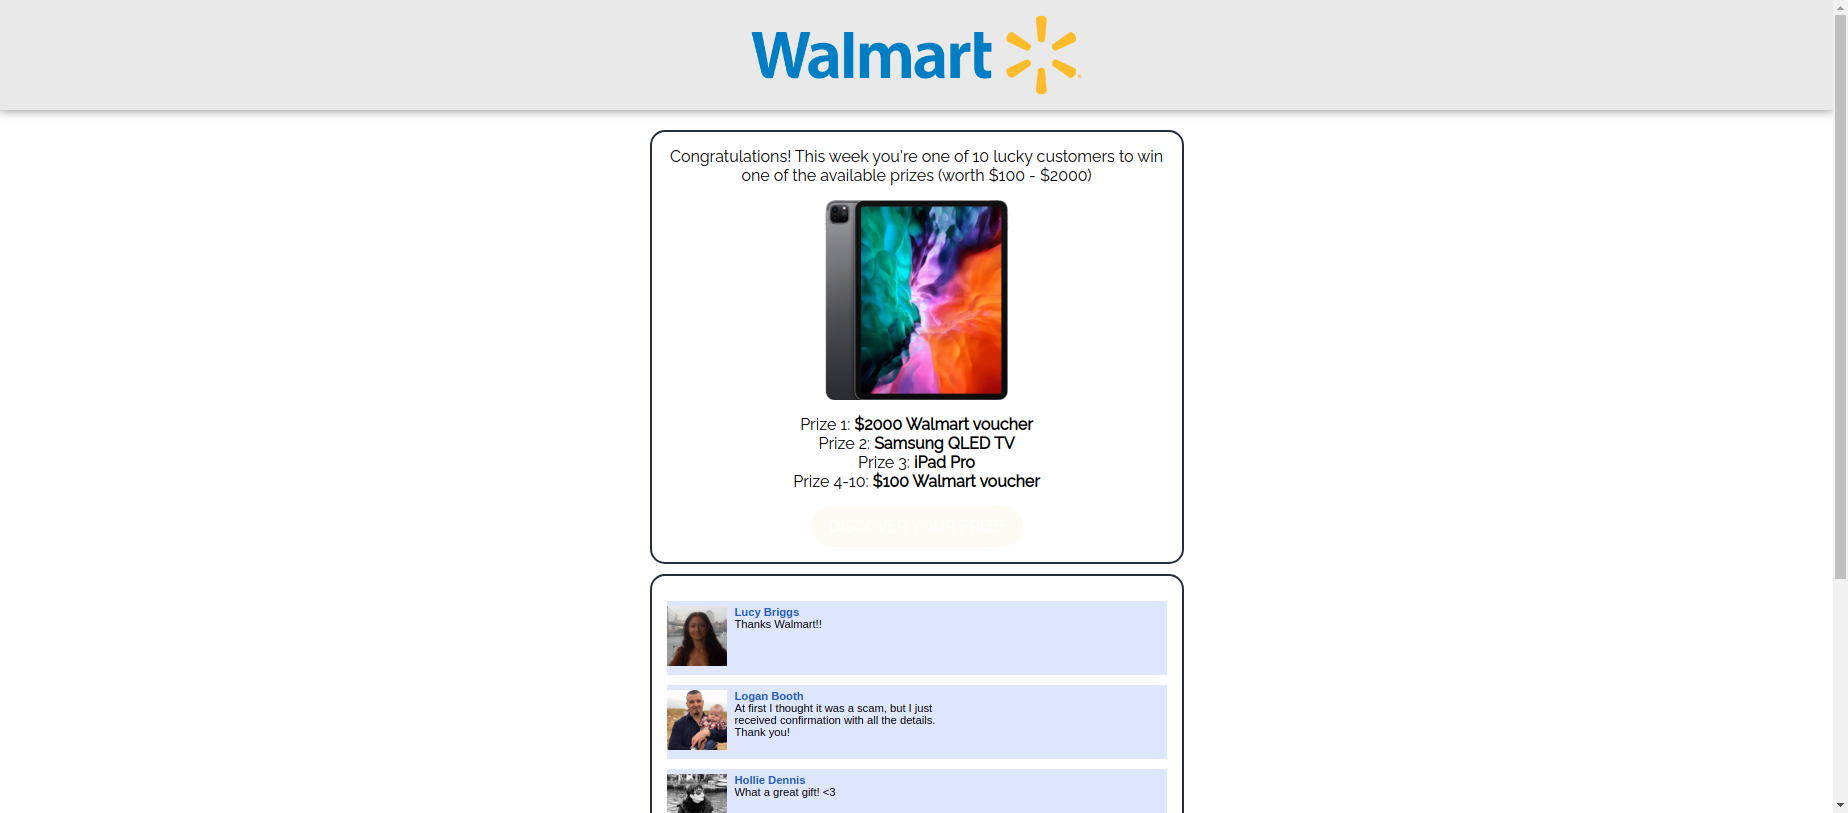 Walmart
Congratulations! This week you're one of 10 lucky customers to win
one of the available prizes (worth $100 - $2000)
Prize 1: $2000 Walmart voucher
Prize 2: Samsung QLED TV
Prize 3: iPad Pro
Prize 4-10: $100 Walmart voucher
DISCOVER YOUR PRIZE
Lucy Briggs
Thanks Walmart!!
Logan Booth
At first I thought it was a scam, but I just
received confirmation with all the details.
Thank you!
Hollie Dennis
What a great gift! <3